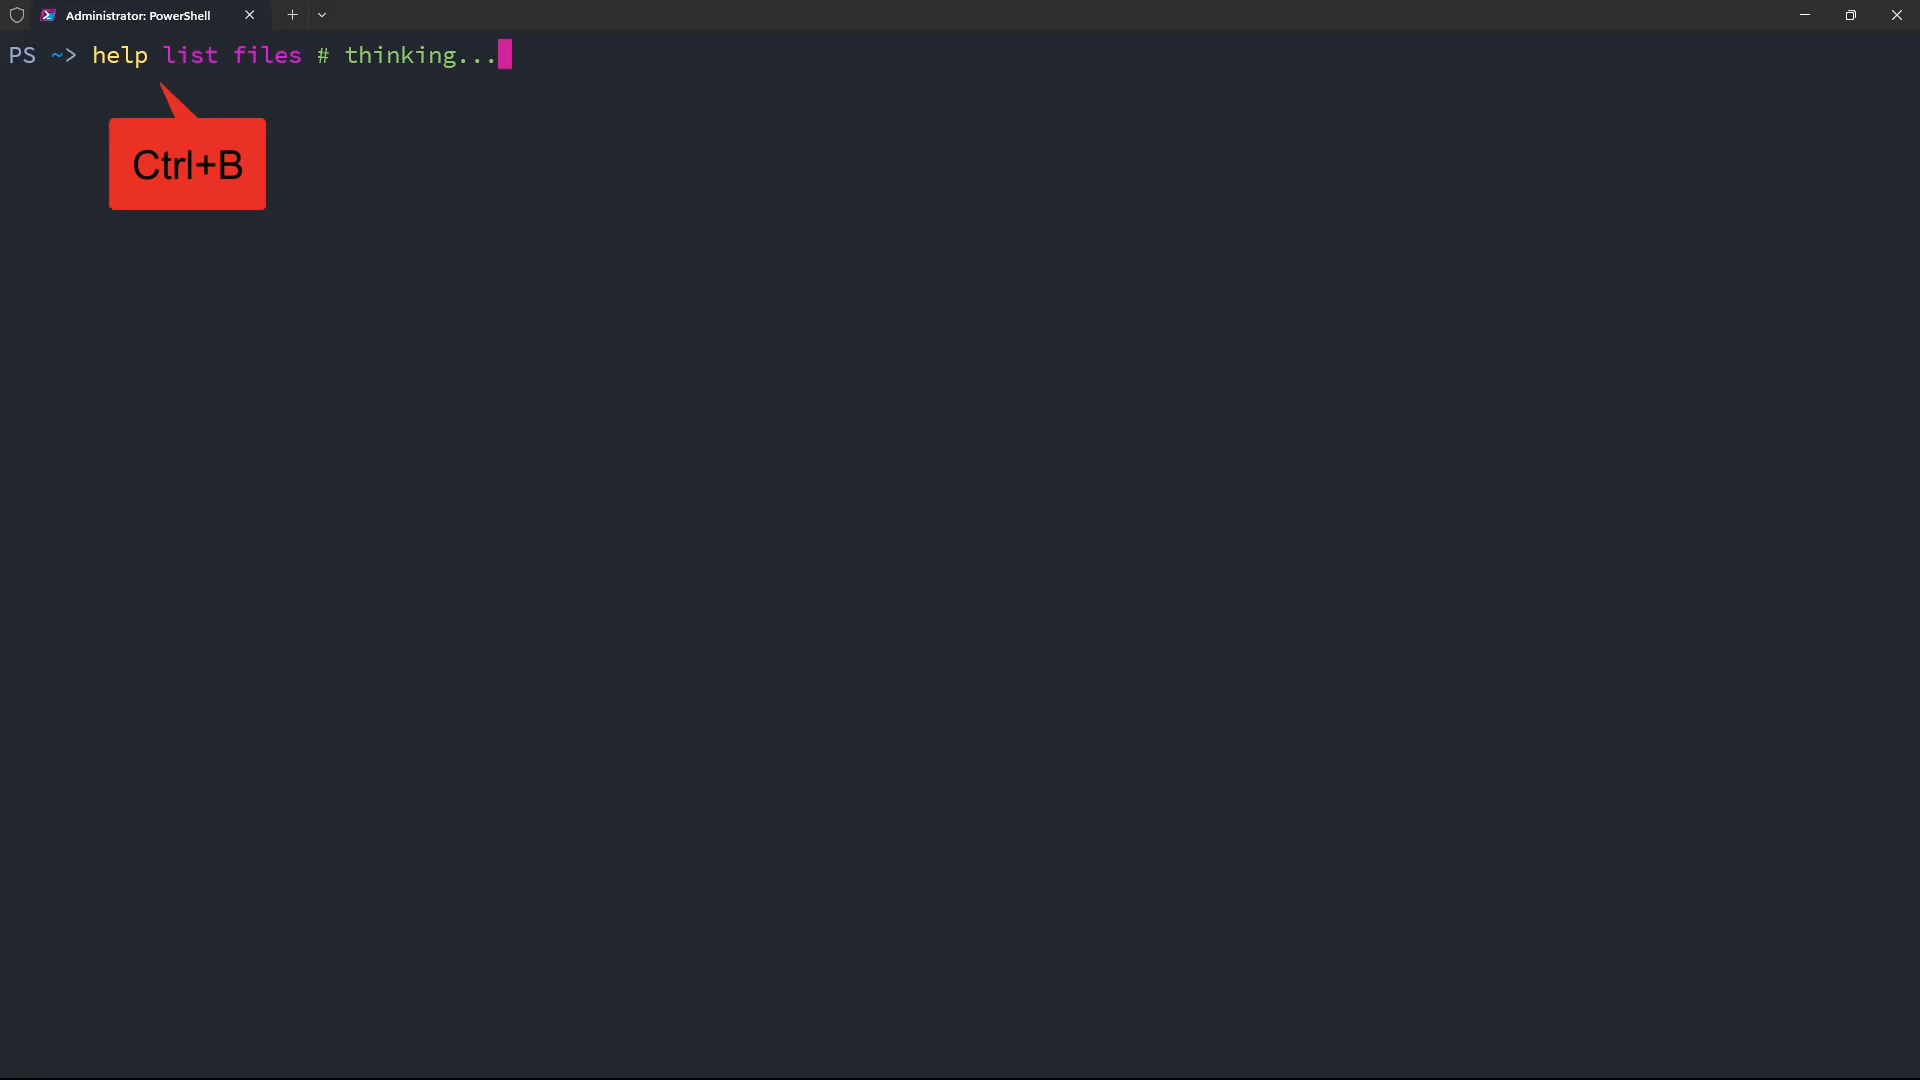 Administrator: PowerShell
PS ~> help list files # thinking...
Ctrl+B